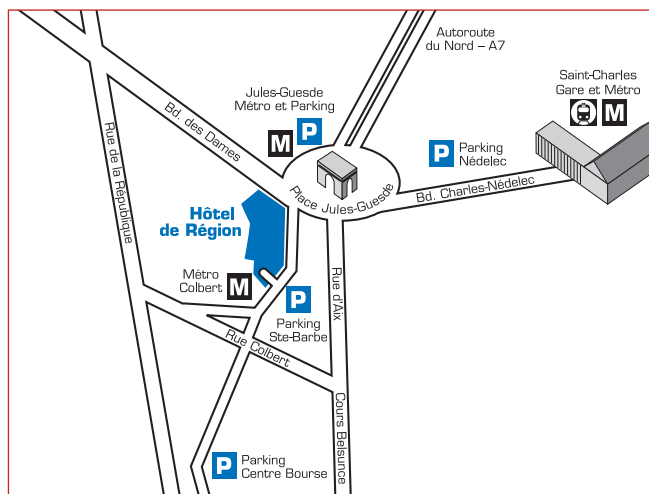 Autoroute
du Nord – A7
Saint-Charles
Gare et Métro
M
Jules-Guesde
Métro et Parking
M
P
P
Parking
Nédelec
Bd. des Dames
Rue de la République
Place Jules-Guesde
Bd. Charles-Nédelec
Hôtel
de Région
Métro
Colbert
M
P
Parking
Ste-Barbe
Rue d'Aix
Rue Colbert
Cours Belsunce
P
Parking
Centre Bourse